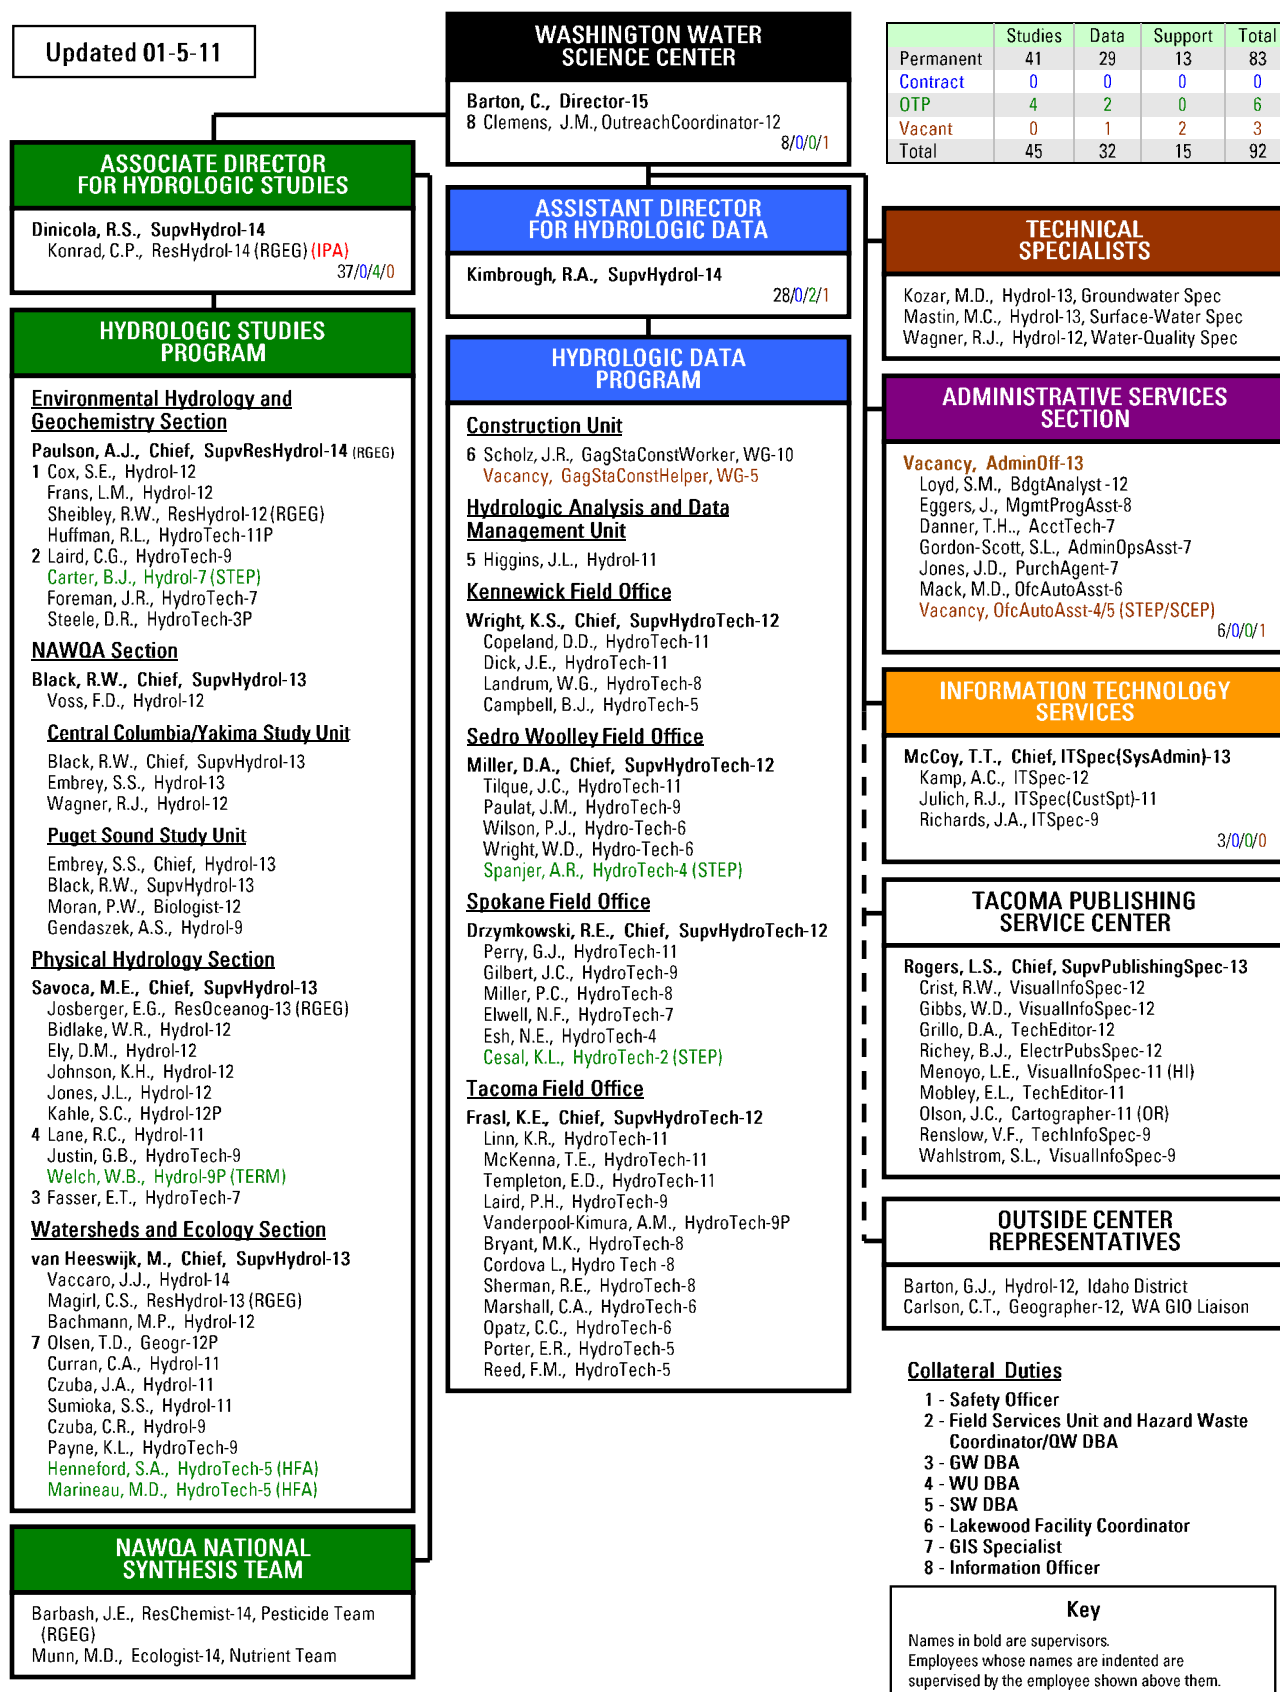 Updated 01-5-11
WASHINGTON WATER
SCIENCE CENTER
Barton, C., Director-15
8 Clemens, J.M., OutreachCoordinator-12
8/0/0/1
Studies Data Support Total
Permanent 41 29 13 83
Contract 0 0 0 0
OTP 4 2 0 6
Vacant 0 1 2 3
Total 45 32 15 92
ASSOCIATE DIRECTOR
FOR HYDROLOGIC STUDIES
Dinicola, R.S., SupvHydrol-14
Konrad, C.P., ResHydrol-14 (RGEG) (IPA)
37/0/4/0
HYDROLOGIC STUDIES
PROGRAM
Environmental Hydrology and
Geochemistry Section
Paulson, A.J., Chief, SupvResHydrol-14 (RGEG)
1 Cox, S.E., Hydrol-12
Frans, L.M., Hydrol-12
Sheibley, R.W., ResHydrol-12 (RGEG)
Huffman, R.L., HydroTech-11P
2 Laird, C.G., HydroTech-9
Carter, B.J., Hydrol-7 (STEP)
Foreman, J.R., HydroTech-7
Steele, D.R., HydroTech-3P
NAWQA Section
Black, R.W., Chief, SupvHydrol-13
Voss, F.D., Hydrol-12
Central Columbia/Yakima Study Unit
Black, R.W., Chief, SupvHydrol-13
Embrey, S.S., Hydrol-13
Wagner, R.J., Hydrol-12
Puget Sound Study Unit
Embrey, S.S., Chief, Hydrol-13
Black, R.W., SupvHydrol-13
Moran, P.W., Biologist-12
Gendaszek, A.S., Hydrol-9
Physical Hydrology Section
Savoca, M.E., Chief, SupvHydrol-13
Josberger, E.G., ResOceanog-13 (RGEG)
Bidlake, W.R., Hydrol-12
Ely, D.M., Hydrol-12
Johnson, K.H., Hydrol-12
Jones, J.L., Hydrol-12
Kahle, S.C., Hydrol-12P
4 Lane, R.C., Hydrol-11
Justin, G.B., HydroTech-9
Welch, W.B., Hydrol-9P (TERM)
3 Fasser, E.T., HydroTech-7
Watersheds and Ecology Section
van Heeswijk, M., Chief, SupvHydrol-13
Vaccaro, J.J., Hydrol-14
Magirl, C.S., ResHydrol-13 (RGEG)
Bachmann, M.P., Hydrol-12
7 Olsen, T.D., Geogr-12P
Curran, C.A., Hydrol-11
Czuba, J.A., Hydrol-11
Sumioka, S.S., Hydrol-11
Czuba, C.R., Hydrol-9
Payne, K.L., HydroTech-9
Henneford, S.A., HydroTech-5 (HFA)
Marineau, M.D., HydroTech-5 (HFA)
NAWQA NATIONAL
SYNTHESIS TEAM
Barbash, J.E., ResChemist-14, Pesticide Team
(RGEG)
Munn, M.D., Ecologist-14, Nutrient Team
ASSISTANT DIRECTOR
FOR HYDROLOGIC DATA
Kimbrough, R.A., SupvHydrol-14
28/0/2/1
HYDROLOGIC DATA
PROGRAM
Construction Unit
6 Scholz, J.R., GagStaConstWorker, WG-10
Vacancy, GagStaConstHelper, WG-5
Hydrologic Analysis and Data
Management Unit
5 Higgins, J.L., Hydrol-11
Kennewick Field Office
Wright, K.S., Chief, SupvHydroTech-12
Copeland, D.D., HydroTech-11
Dick, J.E., HydroTech-11
Landrum, W.G., HydroTech-8
Campbell, B.J., HydroTech-5
Sedro Woolley Field Office
Miller, D.A., Chief, SupvHydroTech-12
Tilque, J.C., HydroTech-11
Paulat, J.M., HydroTech-9
Wilson, P.J., Hydro-Tech-6
Wright, W.D., Hydro-Tech-6
Spanjer, A.R., HydroTech-4 (STEP)
Spokane Field Office
Drzymkowski, R.E., Chief, SupvHydroTech-12
Perry, G.J., HydroTech-11
Gilbert, J.C., HydroTech-9
Miller, P.C., HydroTech-8
Elwell, N.F., HydroTech-7
Esh, N.E., HydroTech-4
Cesal, K.L., HydroTech-2 (STEP)
Tacoma Field Office
Frasl, K.E., Chief, SupvHydroTech-12
Linn, K.R., HydroTech-11
McKenna, T.E., HydroTech-11
Templeton, E.D., HydroTech-11
Laird, P.H., HydroTech-9
Vanderpool-Kimura, A.M., HydroTech-9P
Bryant, M.K., HydroTech-8
Cordova L., Hydro Tech -8
Sherman, R.E., HydroTech-8
Marshall, C.A., HydroTech-6
Opatz, C.C., HydroTech-6
Porter, E.R., HydroTech-5
Reed, F.M., HydroTech-5
TECHNICAL
SPECIALISTS
Kozar, M.D., Hydrol-13, Groundwater Spec
Mastin, M.C., Hydrol-13, Surface-Water Spec
Wagner, R.J., Hydrol-12, Water-Quality Spec
ADMINISTRATIVE SERVICES
SECTION
Vacancy, AdminOff-13
Loyd, S.M., BdgtAnalyst -12
Eggers, J., MgmtProgAsst-8
Danner, T.H.., AcctTech-7
Gordon-Scott, S.L., AdminOpsAsst-7
Jones, J.D., PurchAgent-7
Mack, M.D., OfcAutoAsst-6
Vacancy, OfcAutoAsst-4/5 (STEP/SCEP)
6/0/0/1
INFORMATION TECHNOLOGY
SERVICES
McCoy, T.T., Chief, ITSpec(SysAdmin)-13
Kamp, A.C., ITSpec-12
Julich, R.J., ITSpec(CustSpt)-11
Richards, J.A., ITSpec-9
3/0/0/0
TACOMA PUBLISHING
SERVICE CENTER
Rogers, L.S., Chief, SupvPublishingSpec-13
Crist, R.W., VisualInfoSpec-12
Gibbs, W.D., VisualInfoSpec-12
Grillo, D.A., TechEditor-12
Richey, B.J., ElectrPubsSpec-12
Menoyo, L.E., VisualInfoSpec-11 (HI)
Mobley, E.L., TechEditor-11
Olson, J.C., Cartographer-11 (OR)
Renslow, V.F., TechInfoSpec-9
Wahlstrom, S.L., VisualInfoSpec-9
OUTSIDE CENTER
REPRESENTATIVES
Barton, G.J., Hydrol-12, Idaho District
Carlson, C.T., Geographer-12, WA GIO Liaison
Collateral Duties
1 - Safety Officer
2 - Field Services Unit and Hazard Waste
Coordinator/QW DBA
3 - GW DBA
4 - WU DBA
5 - SW DBA
6 - Lakewood Facility Coordinator
7 - GIS Specialist
8 - Information Officer
Key
Names in bold are supervisors.
Employees whose names are indented are
supervised by the employee shown above them.